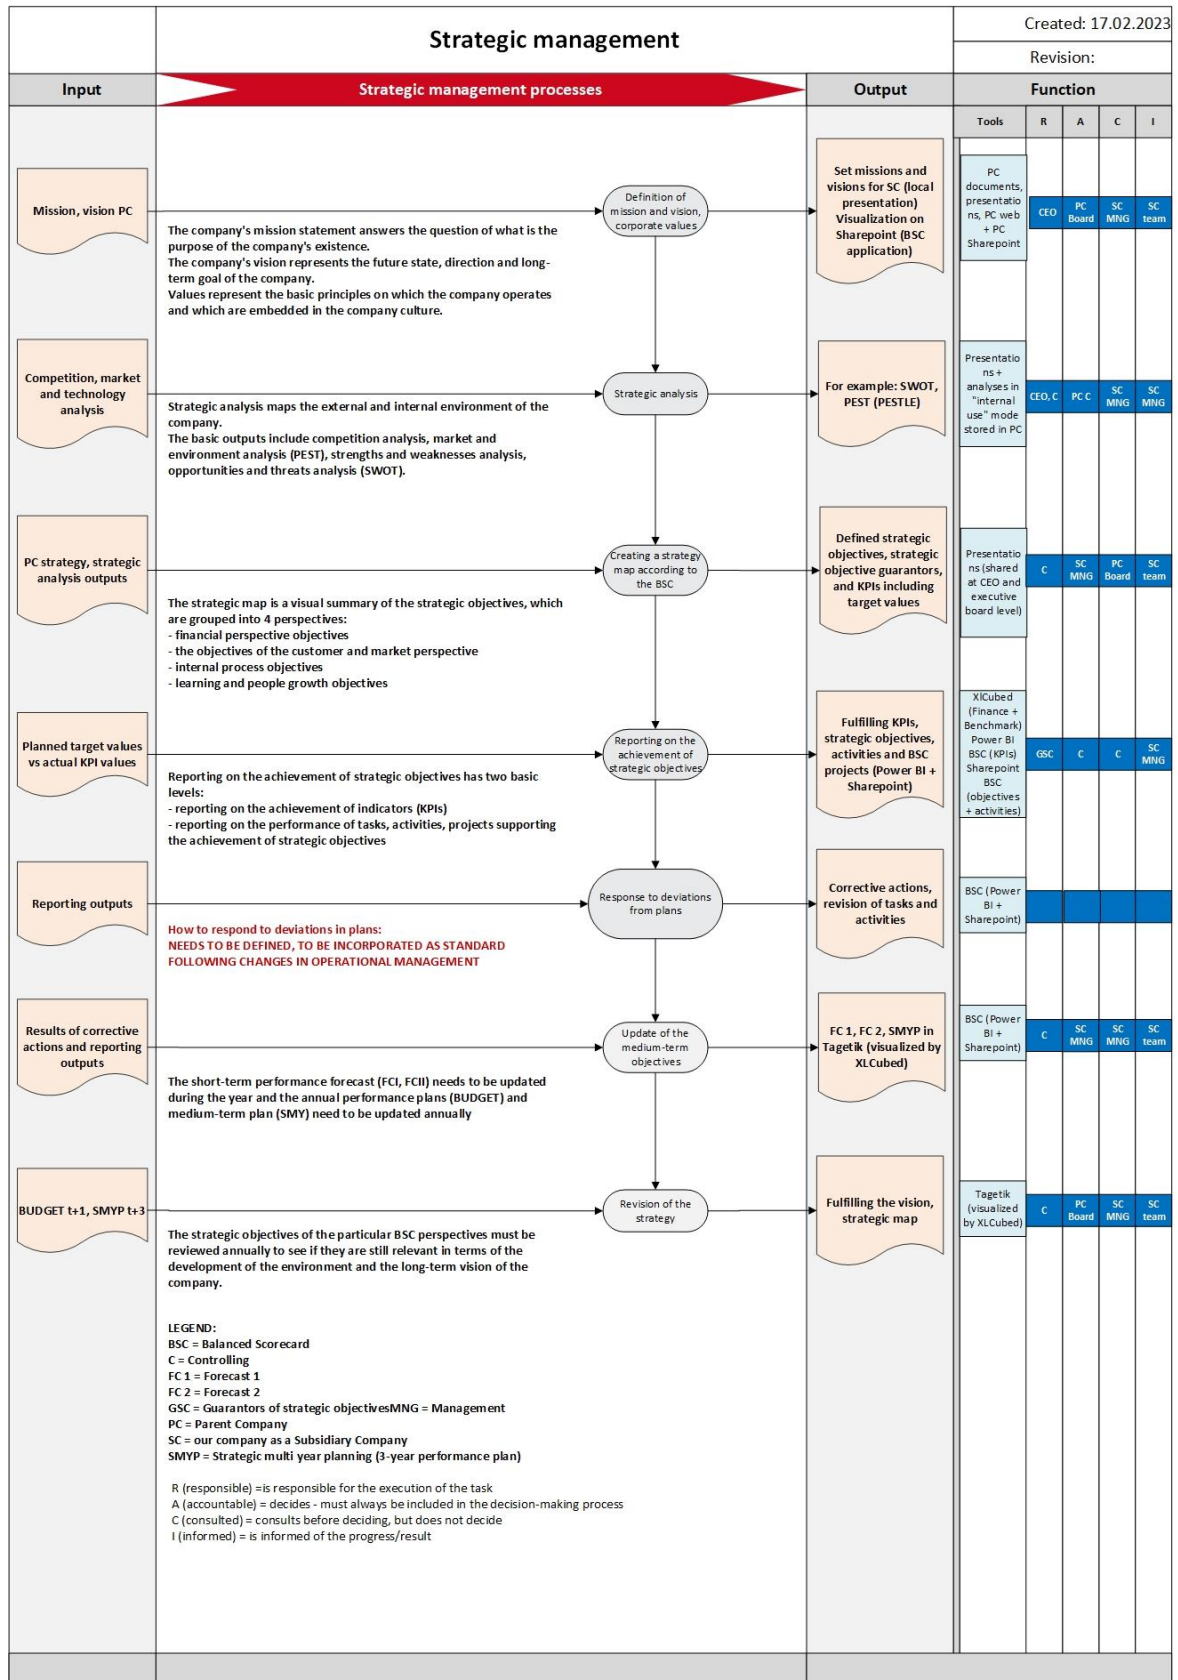 Strategic management
Created: 17.02.2023
Revision:
Input
Strategic management processes
Output
Function
Tools
R
A
C
I
Mission, vision PC
Definition of
mission and vision,
corporate values
The company's mission statement answers the question of what is the
purpose of the company's existence.
The company's vision represents the future state, direction and long-
term goal of the company.
Values represent the basic principles on which the company operates
and which are embedded in the company culture.
Set missions and
visions for SC (local
presentation)
Visualization on
Sharepoint (BSC
application)
PC
documents,
presentatio
ns, PC web
+ PC
Sharepoint
CEO
PC
Board
SC
MNG
SC
team
Competition, market
and technology
analysis
Strategic analysis
Strategic analysis maps the external and internal environment of the
company.
The basic outputs include competition analysis, market and
environment analysis (PEST), strengths and weaknesses analysis,
opportunities and threats analysis (SWOT).
For example: SWOT,
PEST (PESTLE)
Presentatio
ns +
analyses in
"internal
use" mode
stored in PC
CEO, C
PC C
SC
MNG
SC
MNG
PC strategy, strategic
analysis outputs
Creating a strategy
map according to
the BSC
The strategic map is a visual summary of the strategic objectives, which
are grouped into 4 perspectives:
- financial perspective objectives
- the objectives of the customer and market perspective
- internal process objectives
- learning and people growth objectives
Defined strategic
objectives, strategic
objective guarantors,
and KPIs including
target values
Presentatio
ns (shared
at CEO and
executive
board level)
C
SC
MNG
PC
Board
SC
team
Planned target values
vs actual KPI values
Reporting on the
achievement of
strategic objectives
Reporting on the achievement of strategic objectives has two basic
levels:
- reporting on the achievement of indicators (KPIs)
- reporting on the performance of tasks, activities, projects supporting
the achievement of strategic objectives
Fulfilling KPIs,
strategic objectives,
activities and BSC
projects (Power BI +
Sharepoint)
XlCubed
(Finance +
Benchmark)
Power BI
BSC (KPIs)
Sharepoint
BSC
(objectives
+ activities)
GSC
C
C
SC
MNG
Reporting outputs
Response to deviations
from plans
How to respond to deviations in plans:
NEEDS TO BE DEFINED, TO BE INCORPORATED AS STANDARD
FOLLOWING CHANGES IN OPERATIONAL MANAGEMENT
Corrective actions,
revision of tasks and
activities
BSC (Power
BI +
Sharepoint)
Results of corrective
actions and reporting
outputs
Update of the
medium-term
objectives
The short-term performance forecast (FCI, FCII) needs to be updated
during the year and the annual performance plans (BUDGET) and
medium-term plan (SMY) need to be updated annually
FC 1, FC 2, SMYP in
Tagetik (visualized by
XLCubed)
BSC (Power
BI +
Sharepoint)
C
SC
MNG
SC
MNG
SC
team
BUDGET t+1, SMYP t+3
Revision of the
strategy
The strategic objectives of the particular BSC perspectives must be
reviewed annually to see if they are still relevant in terms of the
development of the environment and the long-term vision of the
company.
Fulfilling the vision,
strategic map
Tagetik
(visualized
by XLCubed)
C
PC
Board
SC
MNG
SC
team
LEGEND:
BSC = Balanced Scorecard
C = Controlling
FC 1 = Forecast 1
FC 2 = Forecast 2
GSC = Guarantors of strategic objectivesMNG = Management
PC = Parent Company
SC = our company as a Subsidiary Company
SMYP = Strategic multi year planning (3-year performance plan)
R (responsible) =is responsible for the execution of the task
A (accountable) = decides - must always be included in the decision-making process
C (consulted) = consults before deciding, but does not decide
I (informed) = is informed of the progress/result